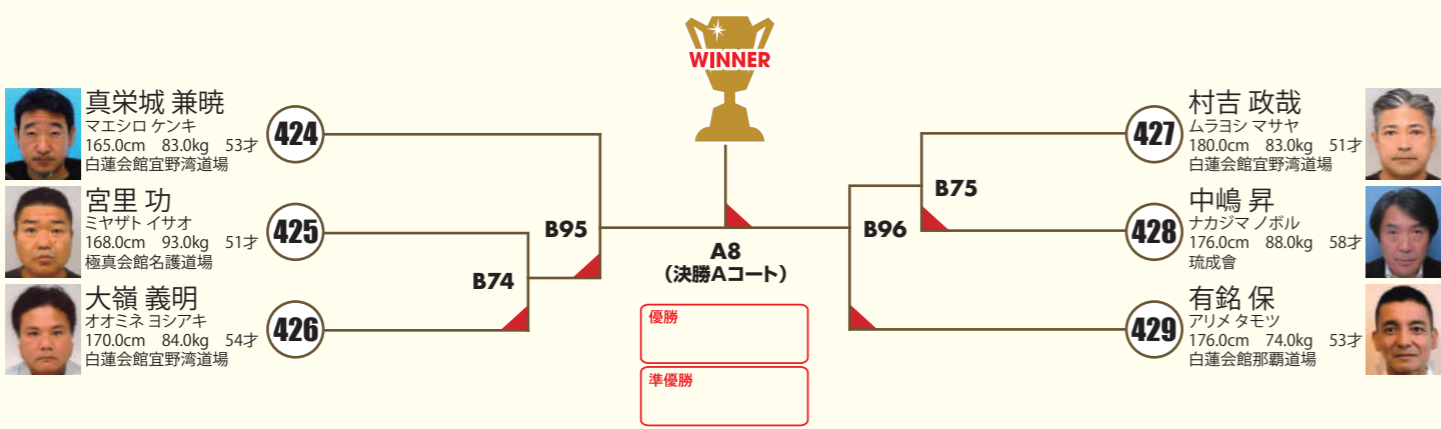 WINNER
真栄城 兼暁
マエシロ ケンキ
165.0cm 83.0kg 53才
白蓮会館宜野湾道場
424
宮里 功
ミヤザト イサオ
168.0cm 93.0kg 51才
極真会館名護道場
425
大嶺 義明
オオミネ ヨシアキ
170.0cm 84.0kg 54才
白蓮会館宜野湾道場
426
B74
B95
A8
(決勝Aコート)
優勝
準優勝
B96
B75
427
村吉 政哉
ムラヨシ マサヤ
180.0cm 83.0kg 51才
白蓮会館宜野湾道場
428
中嶋 昇
ナカジマ ノボル
176.0cm 88.0kg 58才
琉成會
429
有銘 保
アリメ タモツ
176.0cm 74.0kg 53才
白蓮会館那覇道場